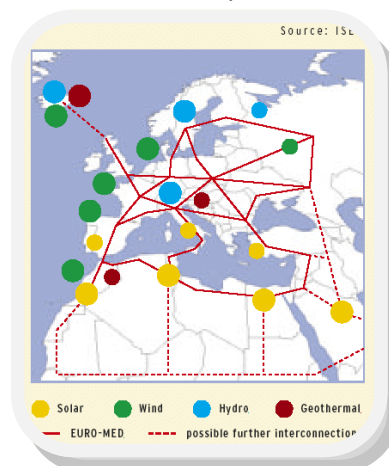 Source: ISE
Solar Wind Hydro Geothermal
EURO-MED possible further interconnection